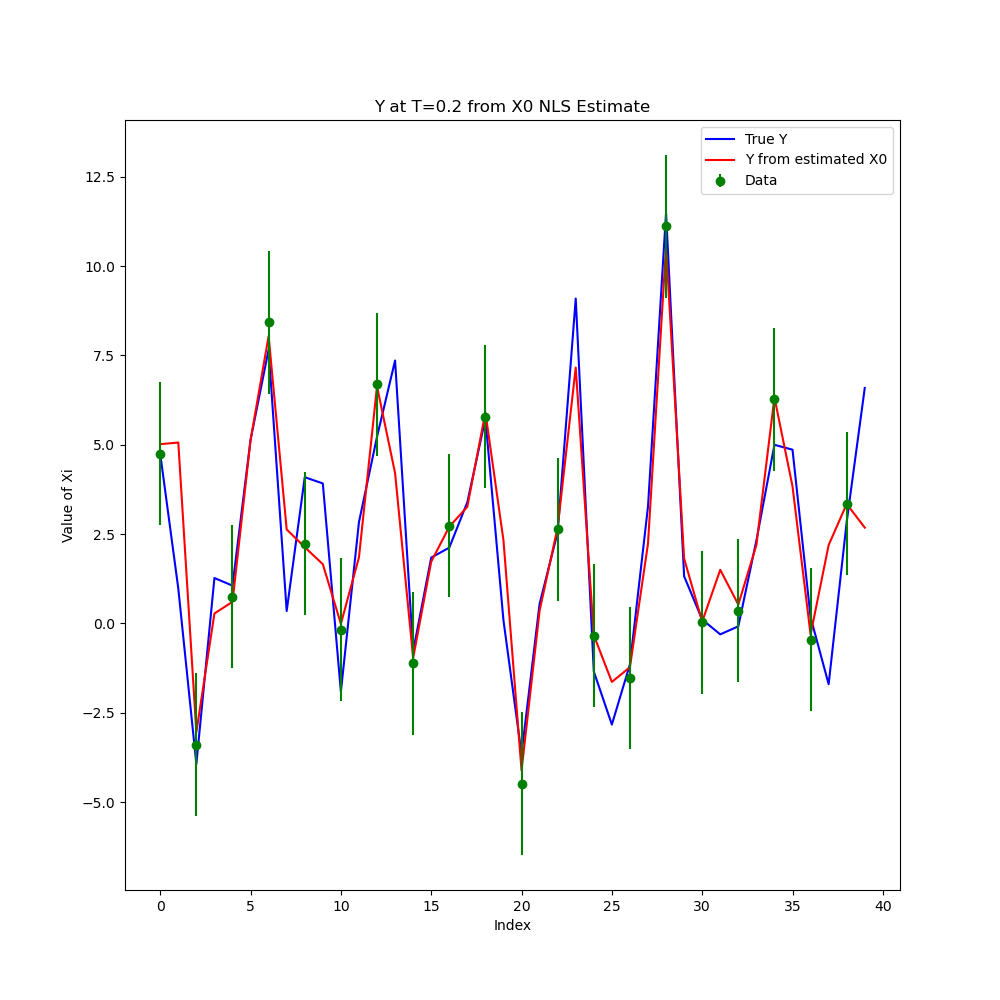 Y at T=0.2 from X0 NLS Estimate
True Y
Y from estimated X0
Data
12.5
10.0
7.5
5.0
2.5
0.0
−2.5
−5.0
Value of Xi
0 5 10 15 20 25 30 35 40
Index